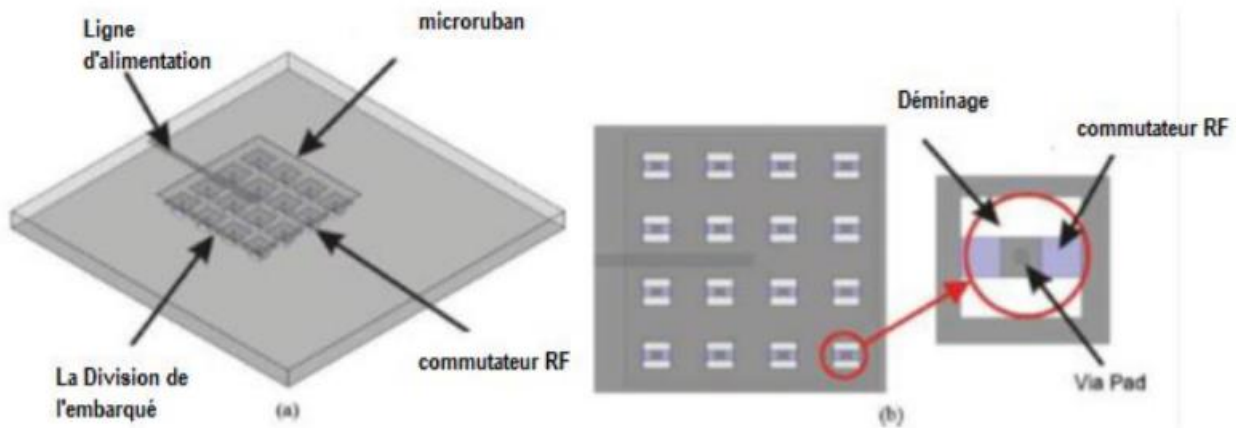 Ligne
d'alimentation
microruban
La Division de
l'embarqué
commutateur RF
(a)
Déminage
commutateur RF
Via Pad
(b)